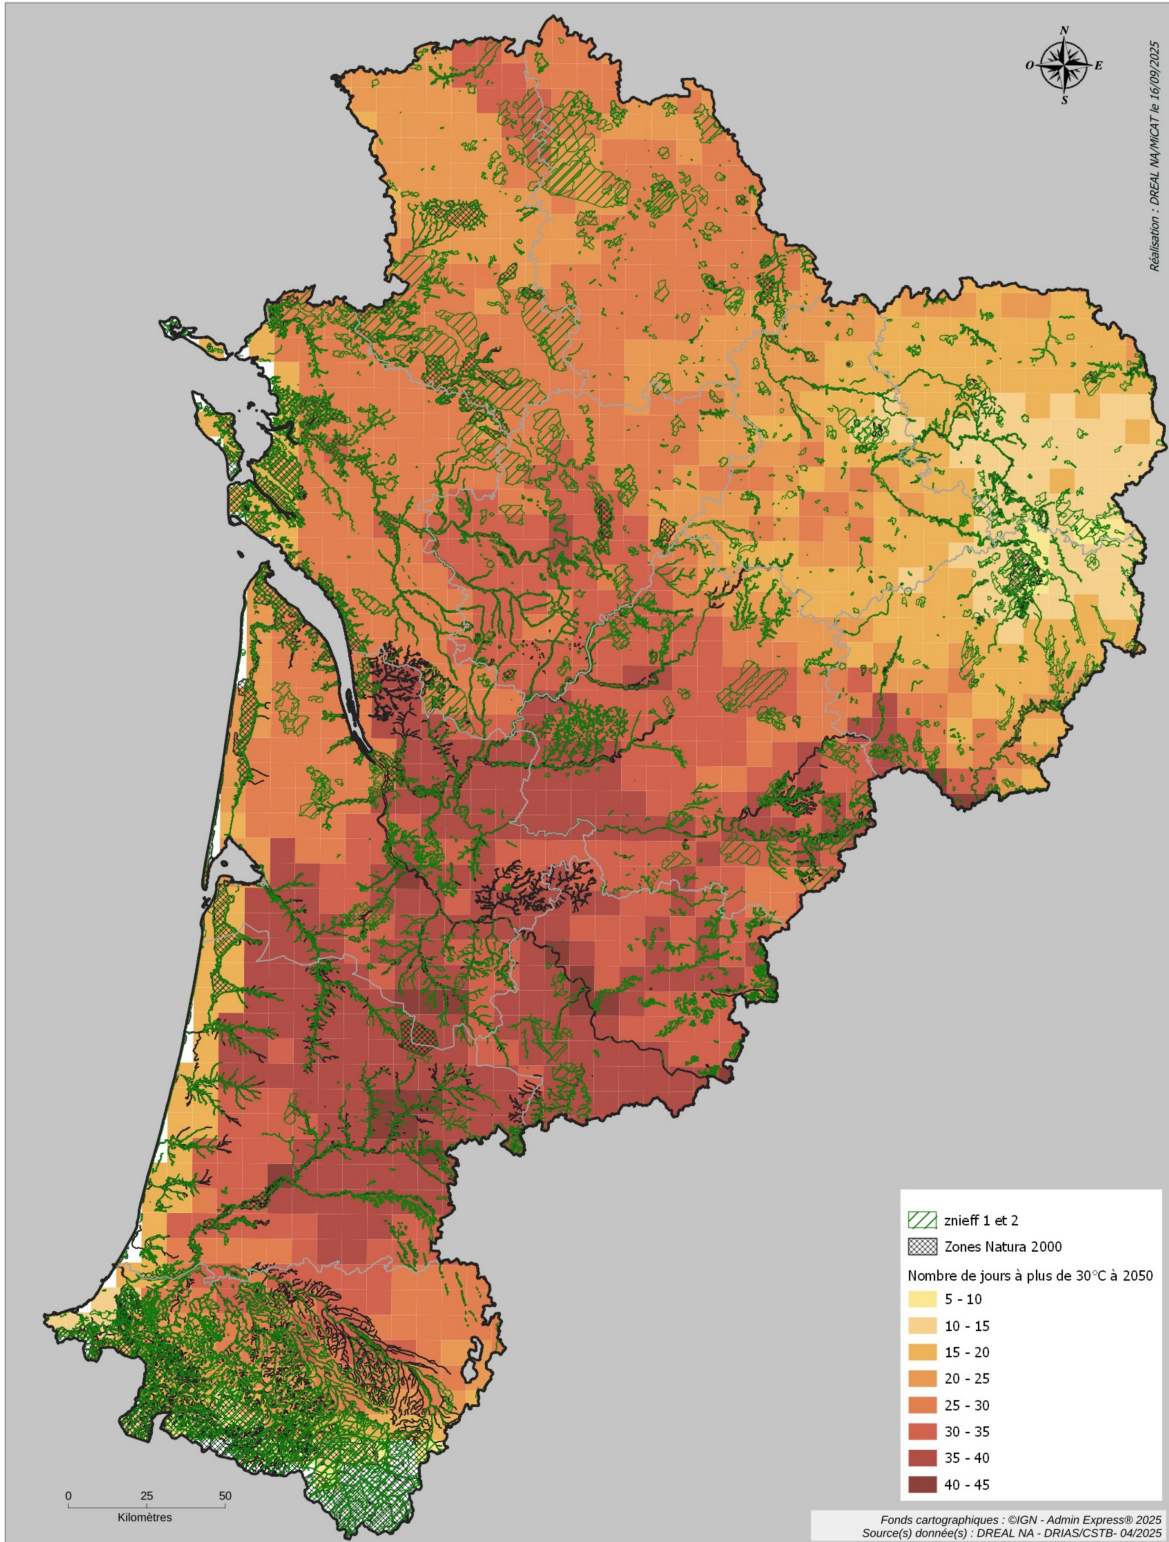 N
O E
S
Réalisation : DREAL NA/MiCAT le 16/09/2025
znieff 1 et 2
Zones Natura 2000
Nombre de jours à plus de 30°C à 2050
5 - 10
10 - 15
15 - 20
20 - 25
25 - 30
30 - 35
35 - 40
40 - 45
0 25 50
Kilomètres
Fonds cartographiques : ©IGN - Admin Express® 2025
Source(s) donnée(s) : DREAL NA - DRIAS/CSTB- 04/2025